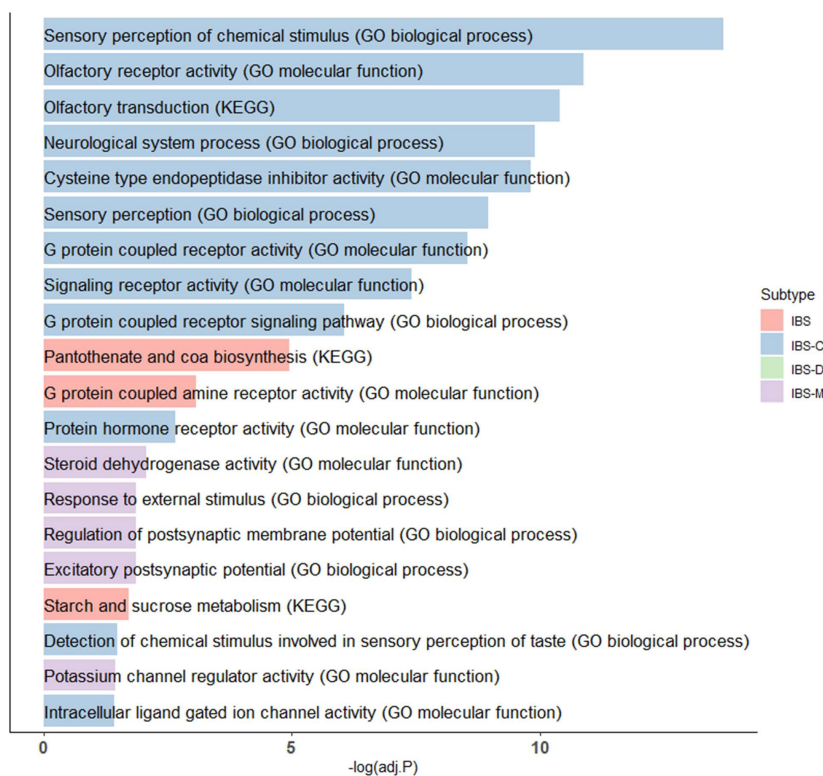 Sensory perception of chemical stimulus (GO biological process)
Olfactory receptor activity (GO molecular function)
Olfactory transduction (KEGG)
Neurological system process (GO biological process)
Cysteine type endopeptidase inhibitor activity (GO molecular function)
Sensory perception (GO biological process)
G protein coupled receptor activity (GO molecular function)
Signaling receptor activity (GO molecular function)
G protein coupled receptor signaling pathway (GO biological process)
Pantothenate and coa biosynthesis (KEGG)
G protein coupled amine receptor activity (GO molecular function)
Protein hormone receptor activity (GO molecular function)
Steroid dehydrogenase activity (GO molecular function)
Response to external stimulus (GO biological process)
Regulation of postsynaptic membrane potential (GO biological process)
Excitatory postsynaptic potential (GO biological process)
Starch and sucrose metabolism (KEGG)
Detection of chemical stimulus involved in sensory perception of taste (GO biological process)
Potassium channel regulator activity (GO molecular function)
Intracellular ligand gated ion channel activity (GO molecular function)
0 5 10
-log(adj.P)
Subtype
IBS
IBS-C
IBS-D
IBS-M